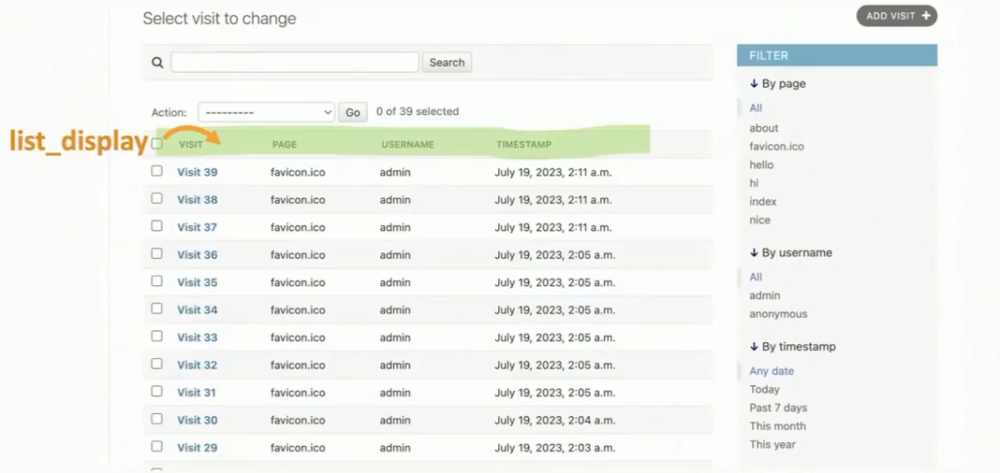 Select visit to change
ADD VISIT +
Search
FILTER
Action: --------- Go 0 of 39 selected
list_display
VISIT PAGE USERNAME TIMESTAMP
Visit 39 favicon.ico admin July 19, 2023, 2:11 a.m.
Visit 38 favicon.ico admin July 19, 2023, 2:11 a.m.
Visit 37 favicon.ico admin July 19, 2023, 2:11 a.m.
Visit 36 favicon.ico admin July 19, 2023, 2:05 a.m.
Visit 35 favicon.ico admin July 19, 2023, 2:05 a.m.
Visit 34 favicon.ico admin July 19, 2023, 2:05 a.m.
Visit 33 favicon.ico admin July 19, 2023, 2:05 a.m.
Visit 32 favicon.ico admin July 19, 2023, 2:05 a.m.
Visit 31 favicon.ico admin July 19, 2023, 2:05 a.m.
Visit 30 favicon.ico admin July 19, 2023, 2:04 a.m.
Visit 29 favicon.ico admin July 19, 2023, 2:03 a.m.
↓ By page
All
about
favicon.ico
hello
hi
index
nice
↓ By username
All
admin
anonymous
↓ By timestamp
Any date
Today
Past 7 days
This month
This year